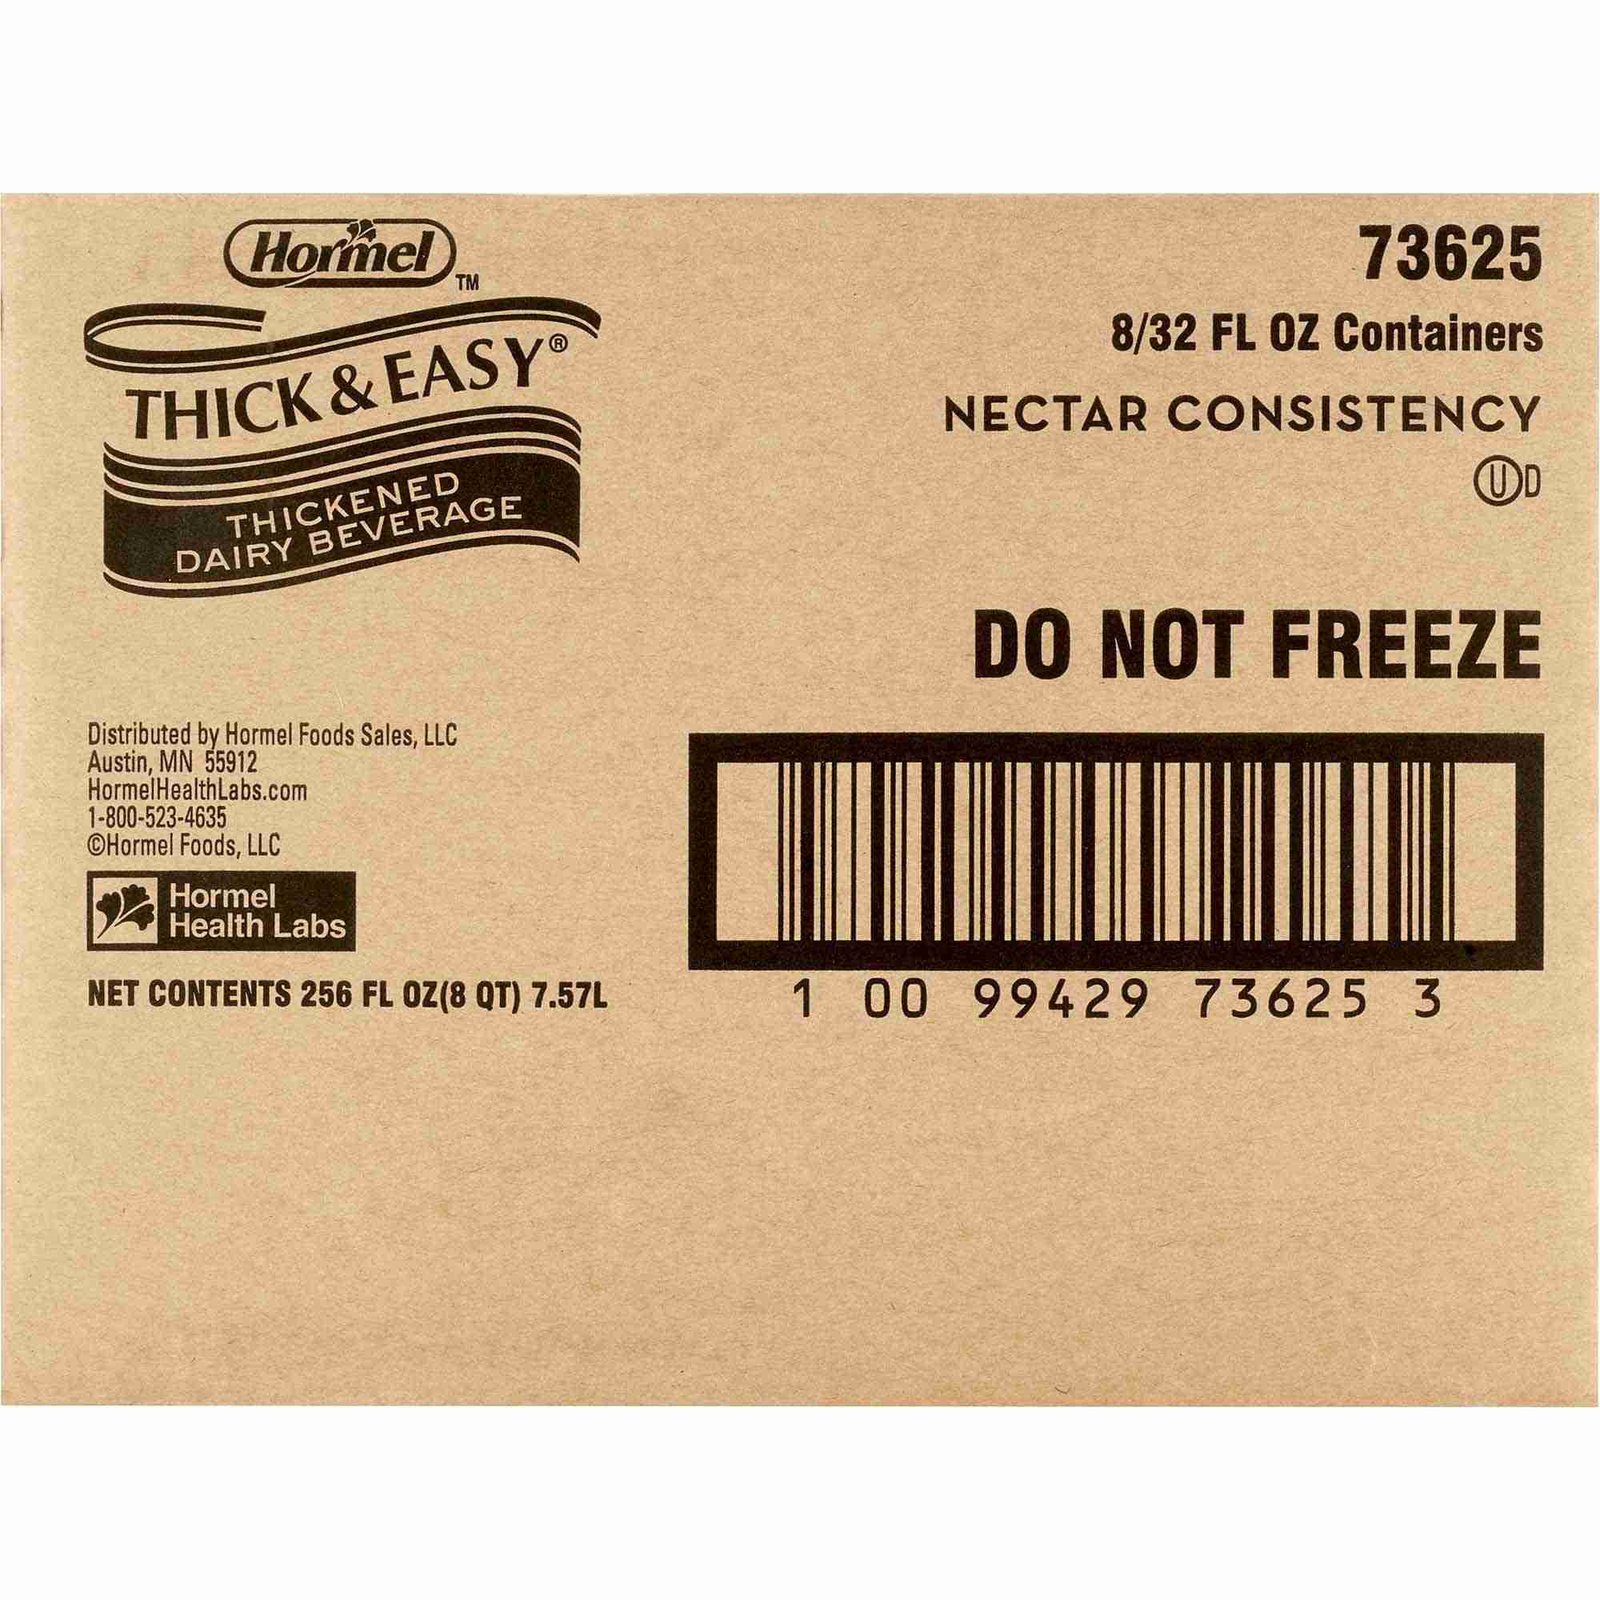 Hormel™
THICK & EASY®
THICKENED
DAIRY BEVERAGE
73625
8/32 FL OZ Containers
NECTAR CONSISTENCY
ⓊD
DO NOT FREEZE
Distributed by Hormel Foods Sales, LLC
Austin, MN 55912
HormelHealthLabs.com
1-800-523-4635
©Hormel Foods, LLC
Hormel
Health Labs
NET CONTENTS 256 FL OZ(8 QT) 7.57L
1 00 99429 73625 3